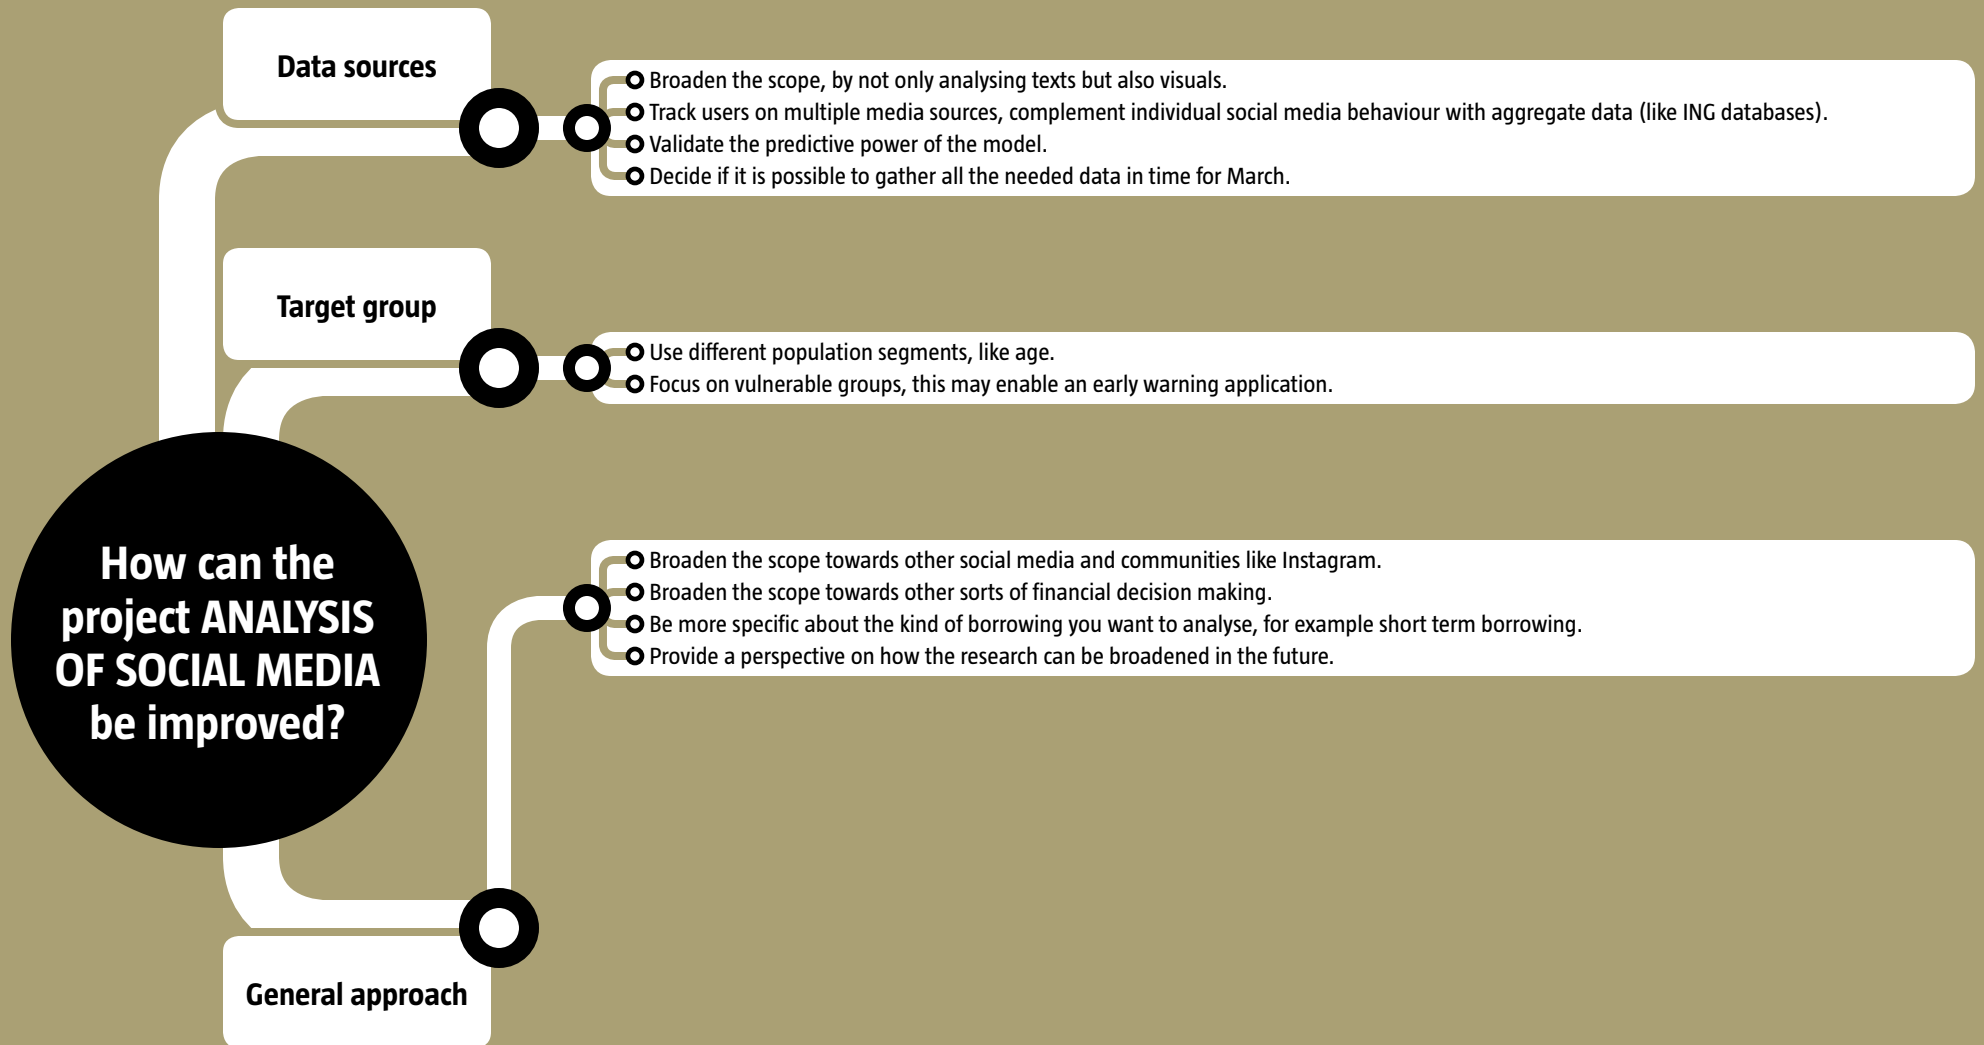 Data sources
Broaden the scope, by not only analysing texts but also visuals.
Track users on multiple media sources, complement individual social media behaviour with aggregate data (like ING databases).
Validate the predictive power of the model.
Decide if it is possible to gather all the needed data in time for March.
Target group
Use different population segments, like age.
Focus on vulnerable groups, this may enable an early warning application.
How can the
project ANALYSIS
OF SOCIAL MEDIA
be improved?
Broaden the scope towards other social media and communities like Instagram.
Broaden the scope towards other sorts of financial decision making.
Be more specific about the kind of borrowing you want to analyse, for example short term borrowing.
Provide a perspective on how the research can be broadened in the future.
General approach